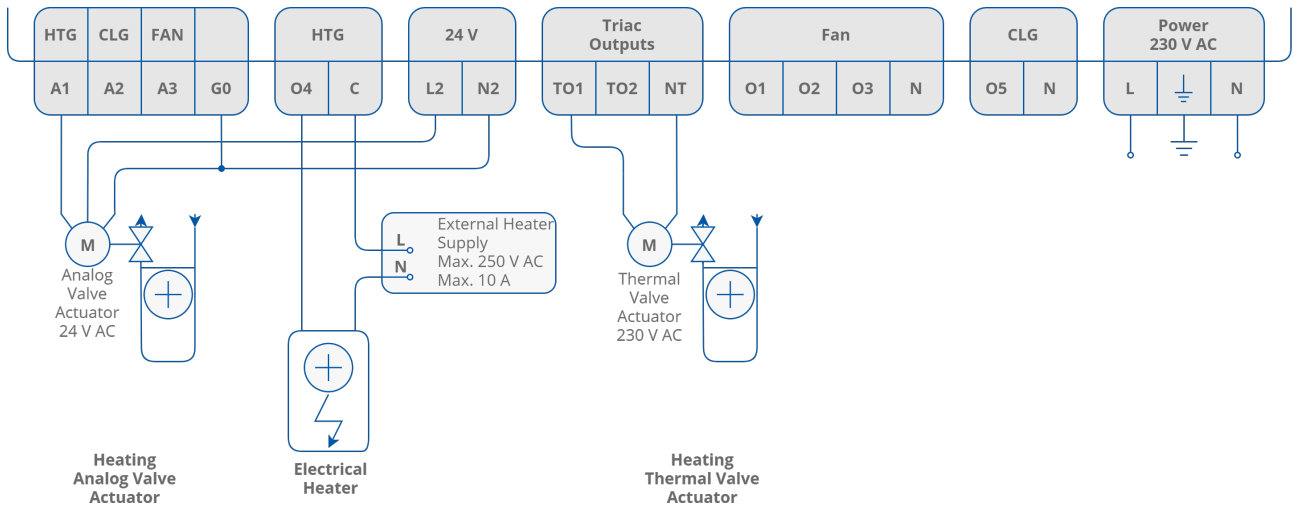 HTG CLG FAN
HTG
24 V
Triac
Outputs
Fan
CLG
Power
230 V AC
A1 A2 A3 G0
O4 C
L2 N2
TO1 TO2 NT
O1 O2 O3 N
O5 N
L N
M
Analog
Valve
Actuator
24 V AC
L
N
External Heater
Supply
Max. 250 V AC
Max. 10 A
M
Thermal
Valve
Actuator
230 V AC
Heating
Analog Valve
Actuator
Electrical
Heater
Heating
Thermal Valve
Actuator